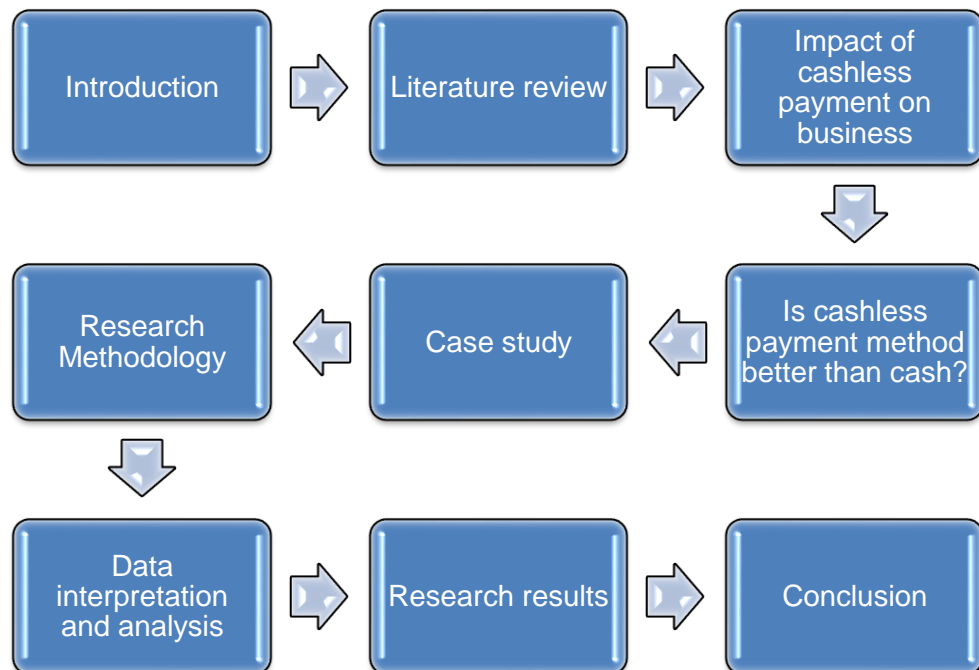 Introduction
Literature review
Impact of
cashless
payment on
business
Is cashless
payment method
better than cash?
Case study
Research
Methodology
Data
interpretation
and analysis
Research results
Conclusion